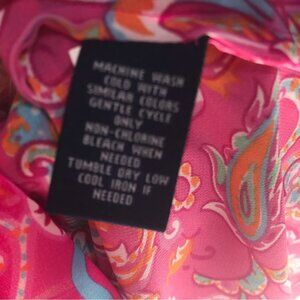 MACHINE WASH
COLD WITH
SIMILAR COLORS
GENTLE CYCLE
ONLY
NON-CHLORINE
BLEACH WHEN
NEEDED
TUMBLE DRY LOW
COOL IRON IF
NEEDED